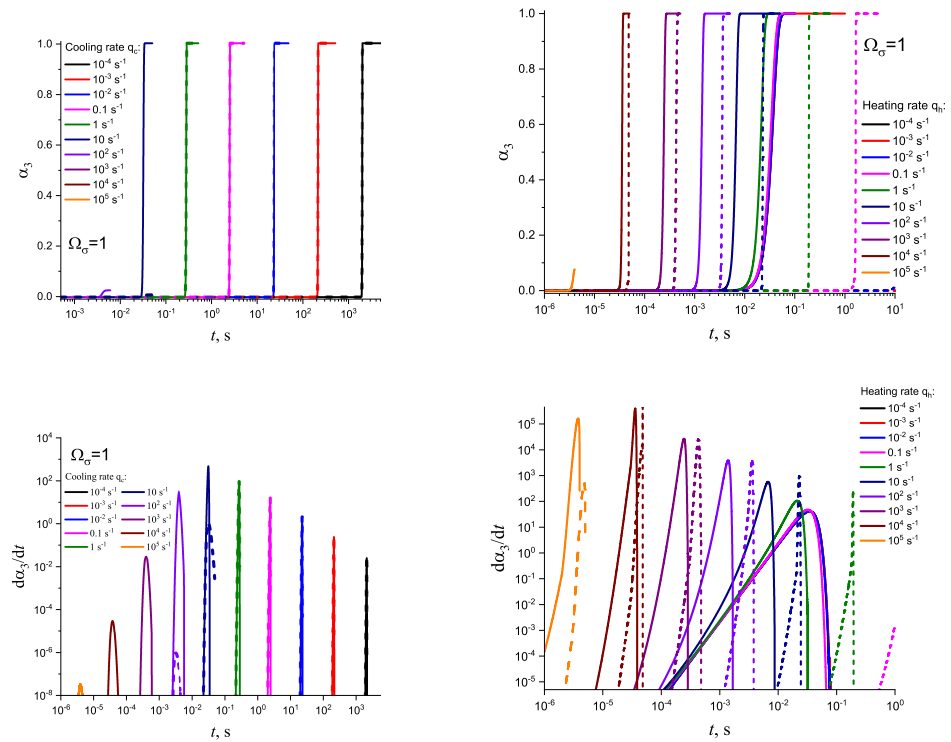 Cooling rate q_c:
10^-4 s^-1
10^-3 s^-1
10^-2 s^-1
0.1 s^-1
1 s^-1
10 s^-1
10^2 s^-1
10^3 s^-1
10^4 s^-1
10^5 s^-1
Ω_σ=1
α_3
1.0
0.8
0.6
0.4
0.2
0.0
10^-3 10^-2 10^-1 10^0 10^1 10^2 10^3
t, s
Ω_σ=1
Heating rate q_h:
10^-4 s^-1
10^-3 s^-1
10^-2 s^-1
0.1 s^-1
1 s^-1
10 s^-1
10^2 s^-1
10^3 s^-1
10^4 s^-1
10^5 s^-1
α_3
1.0
0.8
0.6
0.4
0.2
0.0
10^-6 10^-5 10^-4 10^-3 10^-2 10^-1 10^0 10^1
t, s
Ω_σ=1
Cooling rate q_c:
10^-4 s^-1 10 s^-1
10^-3 s^-1 10^2 s^-1
10^-2 s^-1 10^3 s^-1
0.1 s^-1 10^4 s^-1
1 s^-1 10^5 s^-1
dα_3/dt
10^4
10^2
10^0
10^-2
10^-4
10^-6
10^-8
10^-6 10^-5 10^-4 10^-3 10^-2 10^-1 10^0 10^1 10^2 10^3
t, s
Heating rate q_h:
10^-4 s^-1
10^-3 s^-1
10^-2 s^-1
0.1 s^-1
1 s^-1
10 s^-1
10^2 s^-1
10^3 s^-1
10^4 s^-1
10^5 s^-1
dα_3/dt
10^5
10^4
10^3
10^2
10^1
10^0
10^-1
10^-2
10^-3
10^-4
10^-5
10^-6 10^-5 10^-4 10^-3 10^-2 10^-1 10^0
t, s